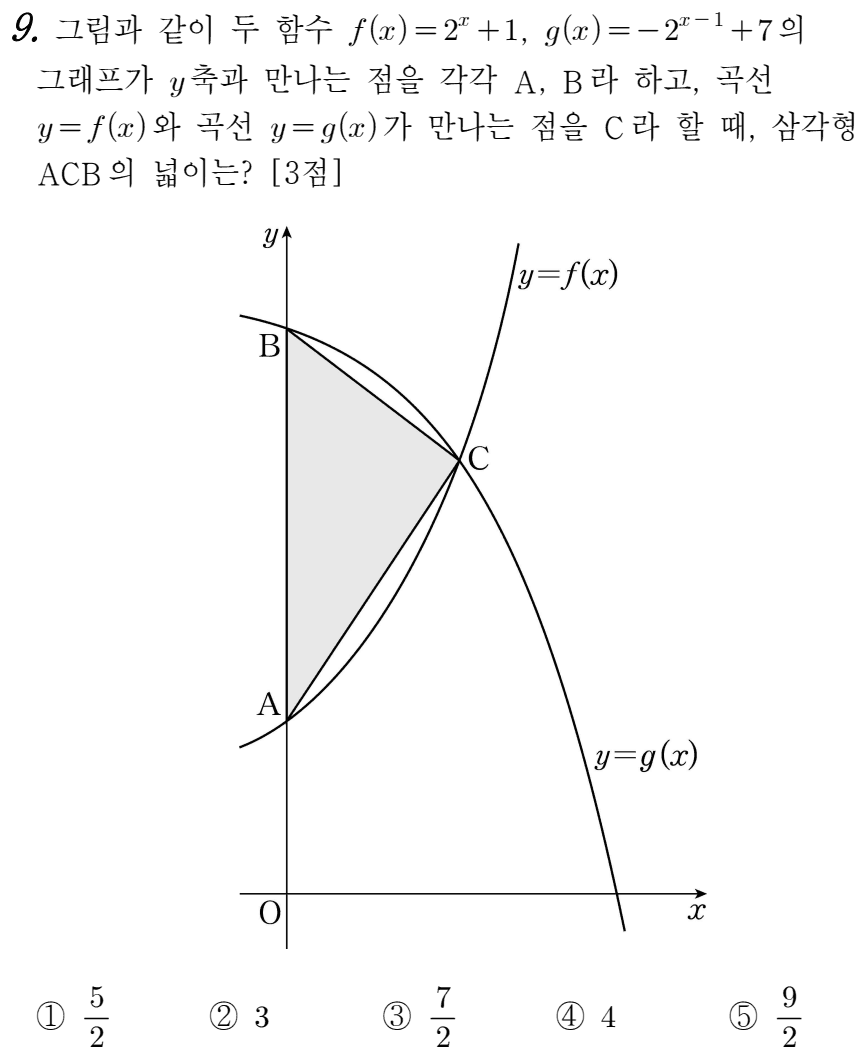 9. 그림과 같이 두 함수 f(x)=2^x+1, g(x)=-2^{x-1}+7의
그래프가 y축과 만나는 점을 각각 A, B라 하고, 곡선
y=f(x)와 곡선 y=g(x)가 만나는 점을 C라 할 때, 삼각형
ACB의 넓이는? [3점]
y
y=f(x)
B
C
A
y=g(x)
O
x
① 5/2 ② 3 ③ 7/2 ④ 4 ⑤ 9/2